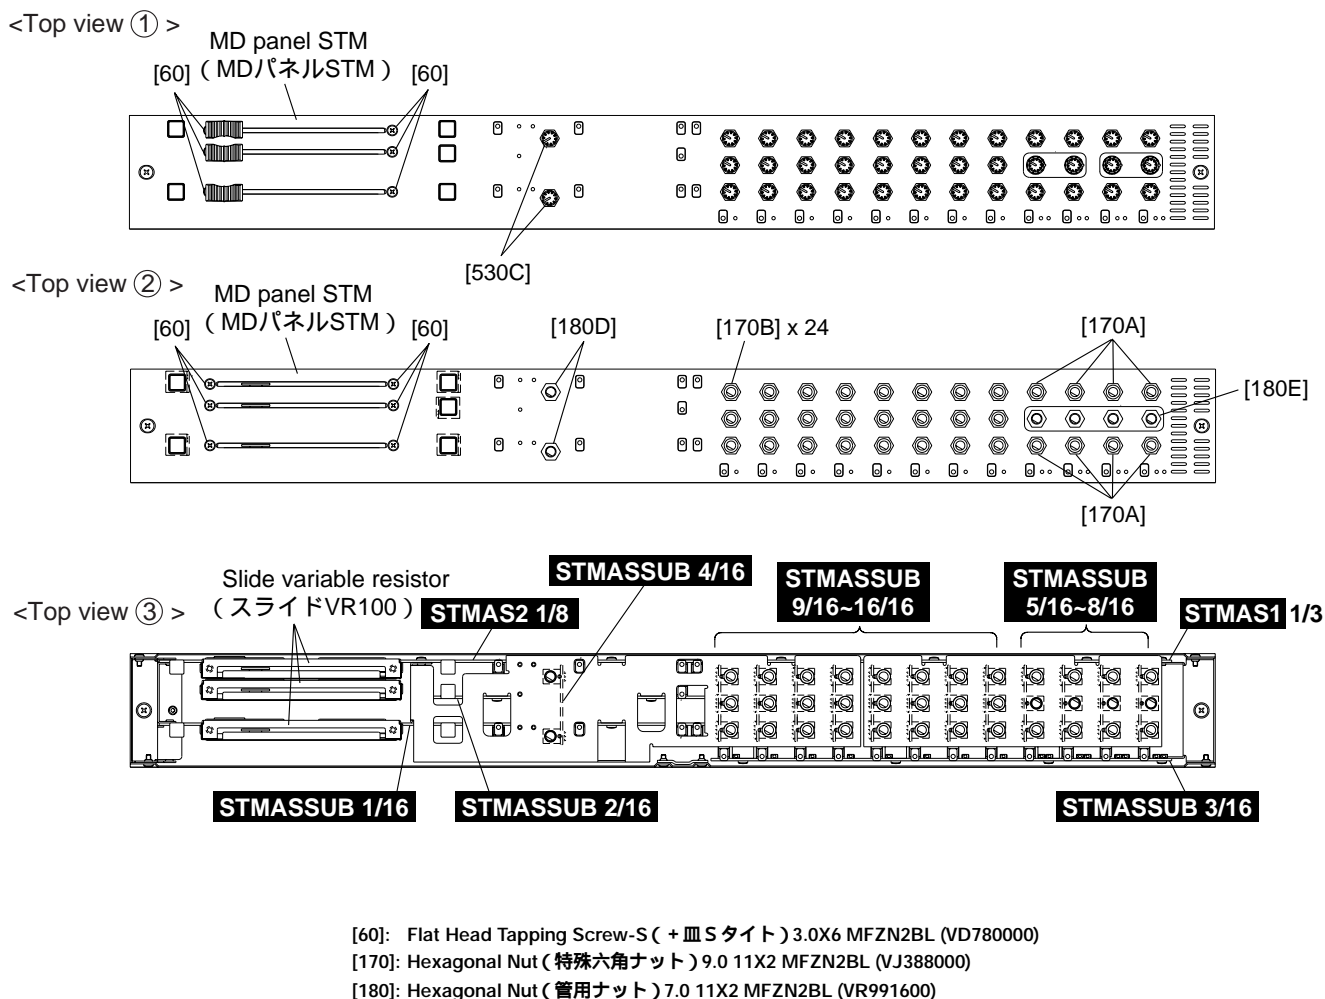 <Top view ① >
MD panel STM
[60] （MDパネルSTM） [60]
[530C]
<Top view ② >
MD panel STM
[60] （MDパネルSTM） [60] [180D] [170B] x 24 [170A]
[180E]
[170A]
STMASSUB 4/16
STMASSUB
9/16~16/16
STMASSUB
5/16~8/16
Slide variable resistor
（スライドVR100）
<Top view ③ >
STMAS2 1/8
STMAS1 1/3
STMASSUB 1/16
STMASSUB 2/16
STMASSUB 3/16
[60]: Flat Head Tapping Screw-S（+皿Sタイト）3.0X6 MFZN2BL (VD780000)
[170]: Hexagonal Nut（特殊六角ナット）9.0 11X2 MFZN2BL (VJ388000)
[180]: Hexagonal Nut（管用ナット）7.0 11X2 MFZN2BL (VR991600)